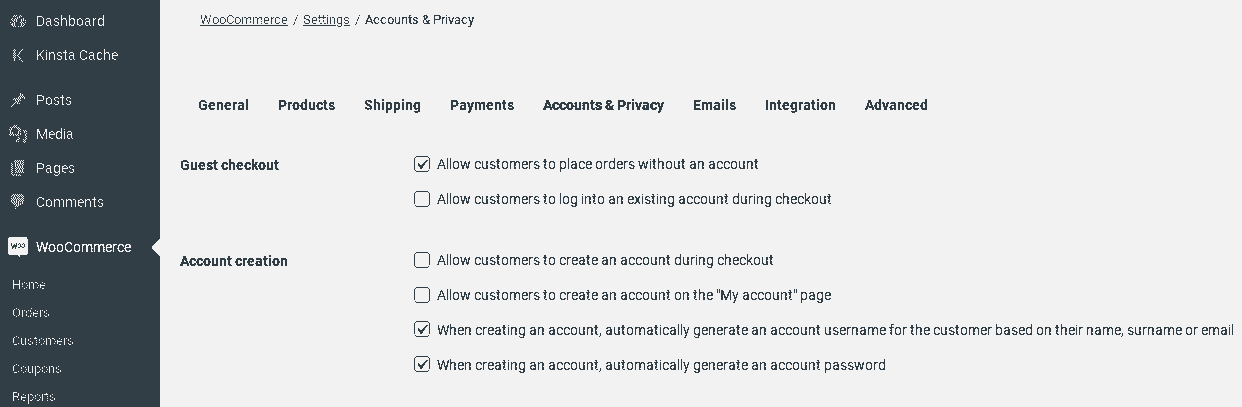 Dashboard
Kinsta Cache
Posts
Media
Pages
Comments
woo WooCommerce
Home
Orders
Customers
Coupons
Reports
WooCommerce / Settings / Accounts & Privacy
General Products Shipping Payments Accounts & Privacy Emails Integration Advanced
Guest checkout
Allow customers to place orders without an account
Allow customers to log into an existing account during checkout
Account creation
Allow customers to create an account during checkout
Allow customers to create an account on the "My account" page
When creating an account, automatically generate an account username for the customer based on their name, surname or email
When creating an account, automatically generate an account password